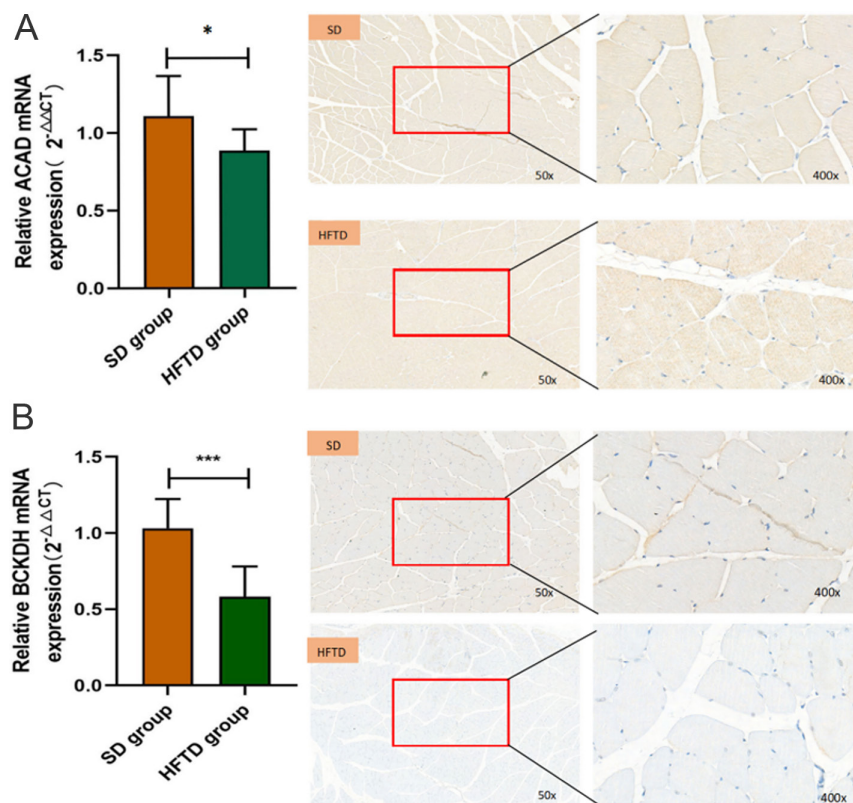 A
Relative ACAD mRNA
expression( 2-△△CT)
1.5
1.0
0.5
0.0
*
SD group
HFTD group
SD
50x
400x
HFTD
50x
400x
B
Relative BCKDH mRNA
expression(2-△△CT)
1.5
1.0
0.5
0.0
***
SD group
HFTD group
SD
50x
400x
HFTD
50x
400x